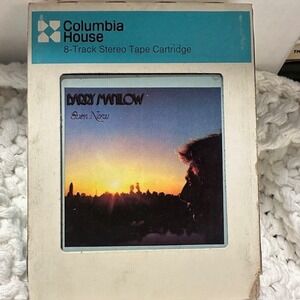 Columbia
House
8-Track Stereo Tape Cartridge
BARRY MANILOW
Even Now